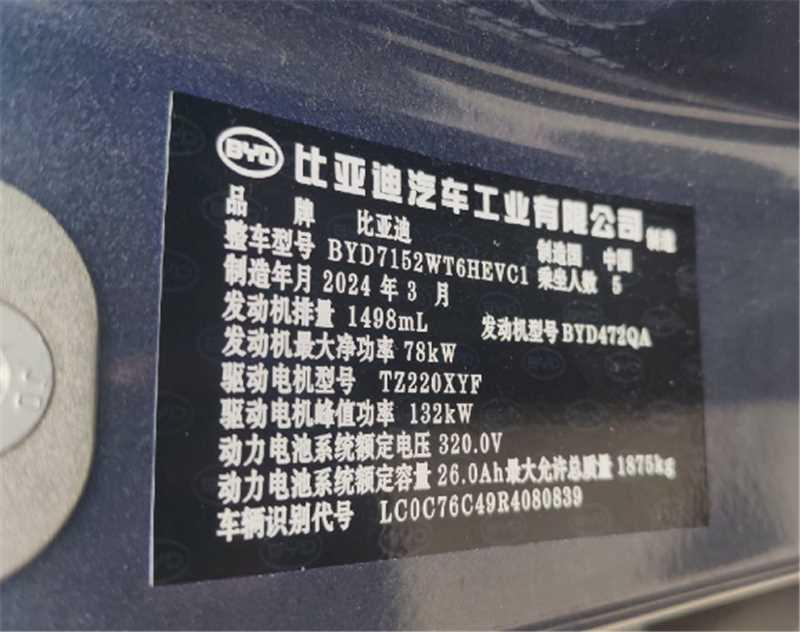 BYD 比亚迪汽车工业有限公司 制造
品 牌 比亚迪 制造国 中国
整车型号 BYD7152WT6HEVC1 乘坐人数 5
制造年月 2024 年 3 月
发动机排量 1498mL 发动机型号 BYD472QA
发动机最大净功率 78kW
驱动电机型号 TZ220XYF
驱动电机峰值功率 132kW
动力电池系统额定电压 320.0V
动力电池系统额定容量 26.0Ah 最大允许总质量 1875kg
车辆识别代号 LC0C76C49R4080839